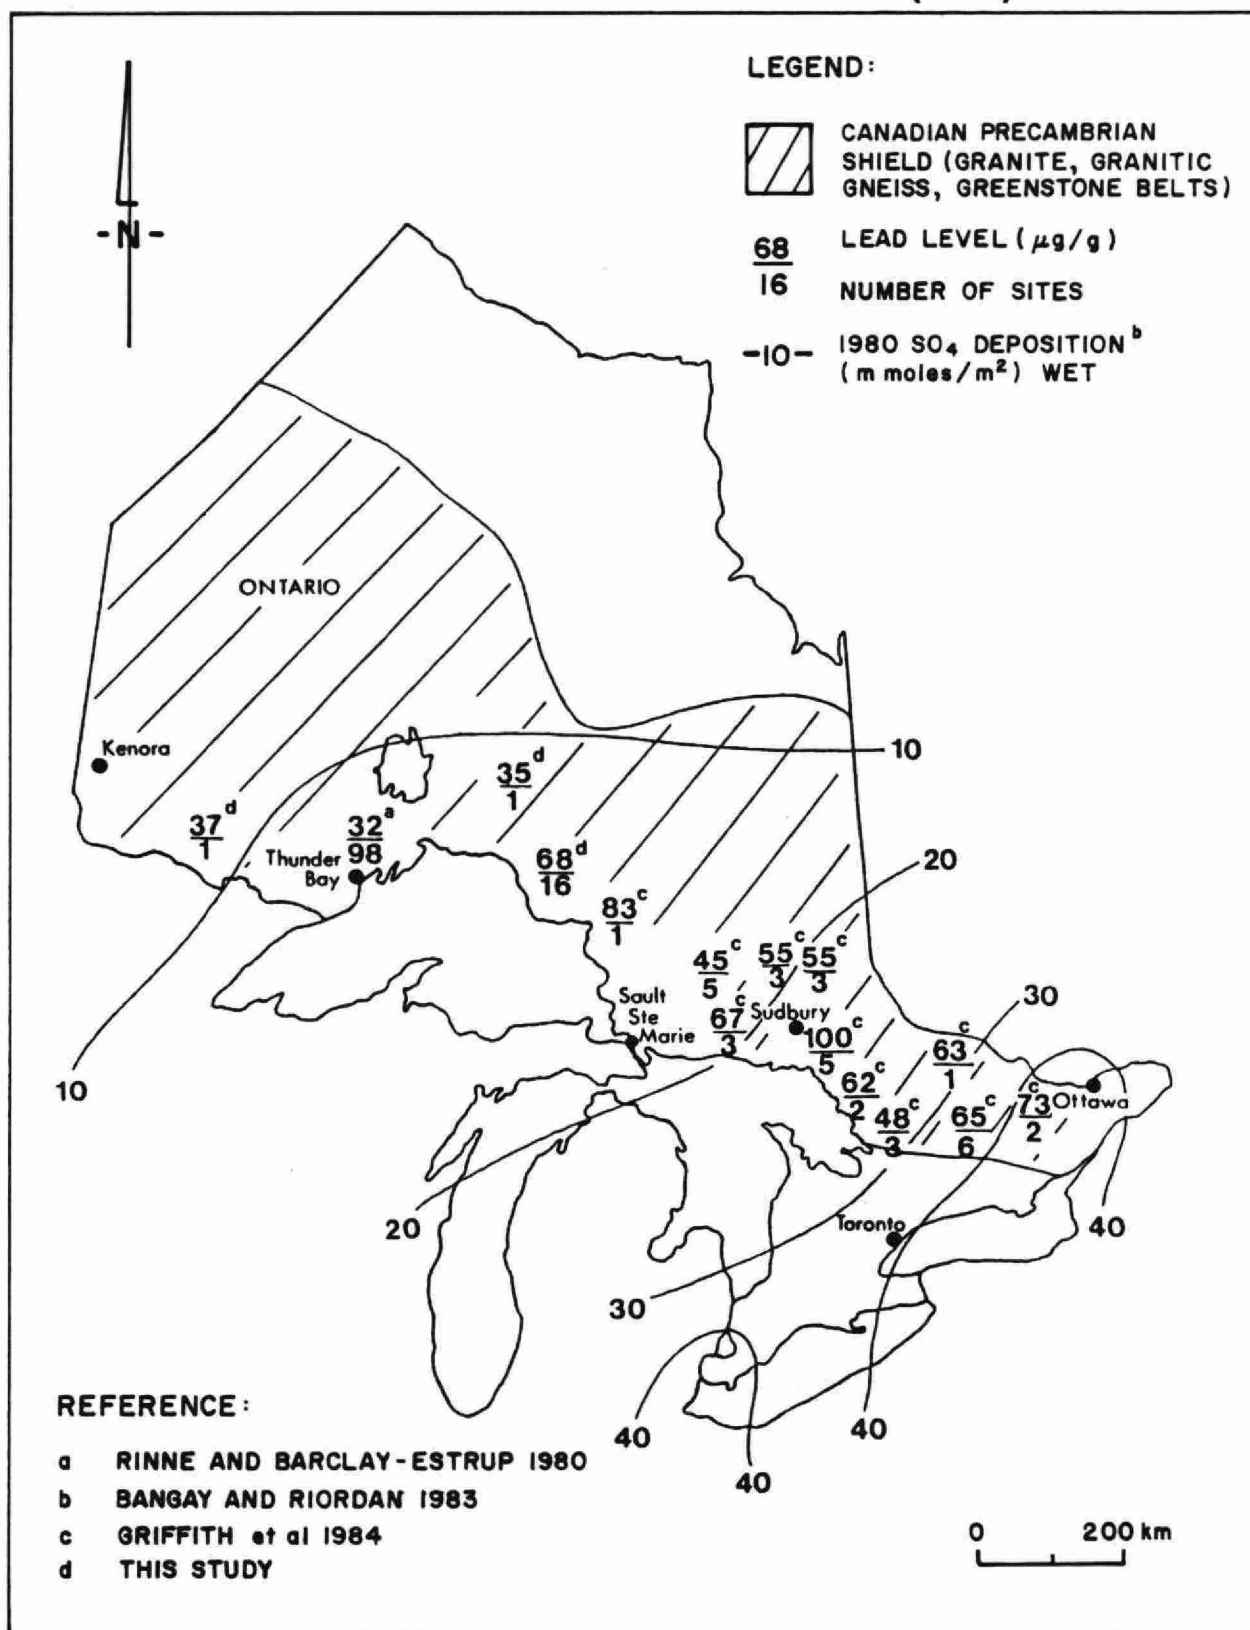 LEGEND:
CANADIAN PRECAMBRIAN
SHIELD (GRANITE, GRANITIC
GNEISS, GREENSTONE BELTS)
68
16
LEAD LEVEL (µg/g)
NUMBER OF SITES
-10-
1980 SO₄ DEPOSITION ᵇ
(m moles/m²) WET
-N-
ONTARIO
Kenora
10
35 ᵈ
1
37 ᵈ
1
32 ᵃ
98
Thunder
Bay
68 ᵈ
16
20
83 ᶜ
1
45 ᶜ
5
55 ᶜ
3
55 ᶜ
3
Sault
Ste
Marie
67 ᶜ
3
Sudbury
100 ᶜ
5
30
63 ᶜ
1
10
62 ᶜ
2
48 ᶜ
3
65 ᶜ
6
73 ᶜ
2
Ottawa
20
Toronto
40
30
40
40
40
REFERENCE:
a RINNE AND BARCLAY-ESTRUP 1980
b BANGAY AND RIORDAN 1983
c GRIFFITH et al 1984
d THIS STUDY
0 200 km